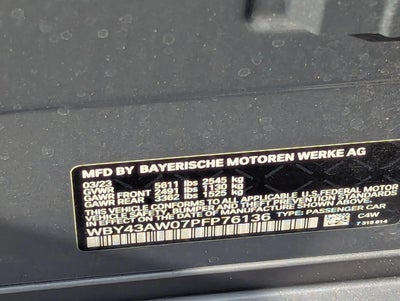 MFD BY BAYERISCHE MOTOREN WERKE AG
03/23 5611 lbs 2545 kg
GVWR
GAWR FRONT 2491 lbs 1130 kg
GAWR REAR 3362 lbs 1525 kg
THIS VEHICLE CONFORMS TO ALL APPLICABLE U.S.FEDERAL MOTOR
VEHICLE SAFETY, BUMPER, AND THEFT PREVENTION STANDARDS
IN EFFECT ON THE DATE OF MANUFACTURE SHOWN ABOVE.
WBY43AW07PFP76136 TYPE: PASSENGER CAR
C4W